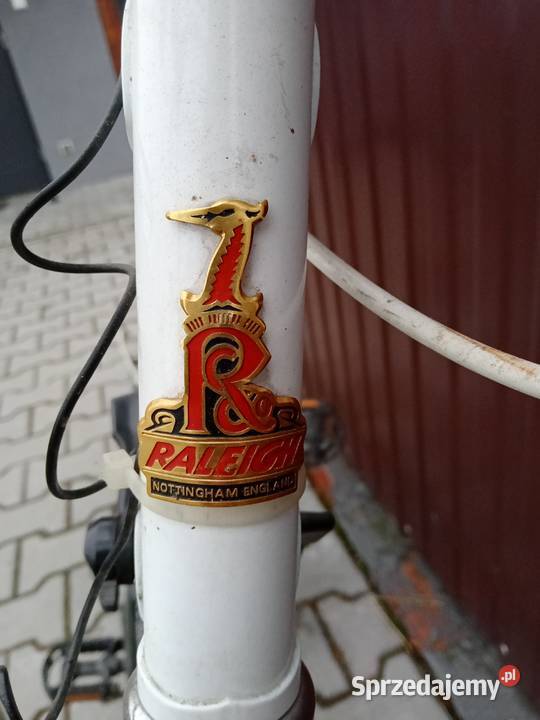 R
RALEIGH
NOTTINGHAM ENGLAND
Sprzedajemy.pl